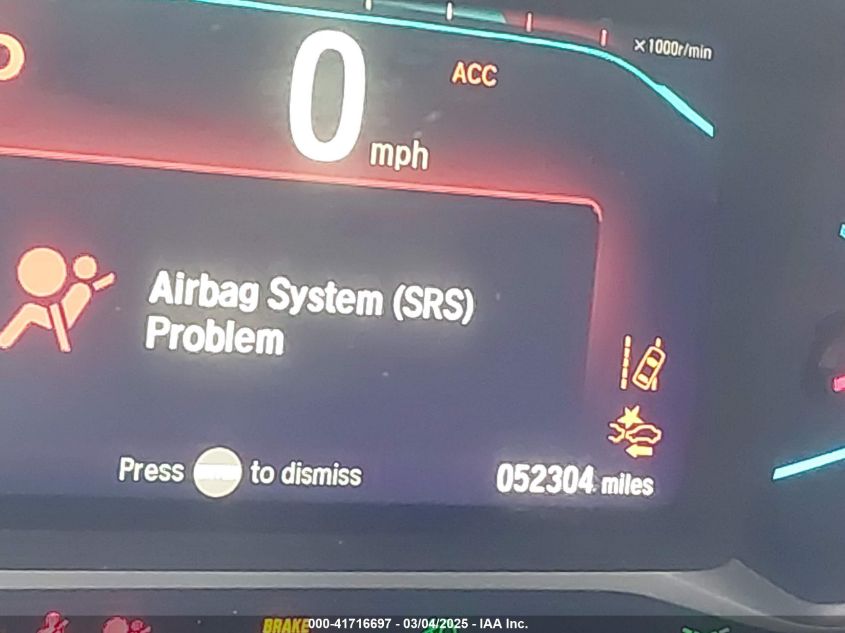 ×1000r/min
0 mph
ACC
Airbag System (SRS)
Problem
Press to dismiss
052304 miles
BRAKE
000-41716697 - 03/04/2025 - IAA Inc.